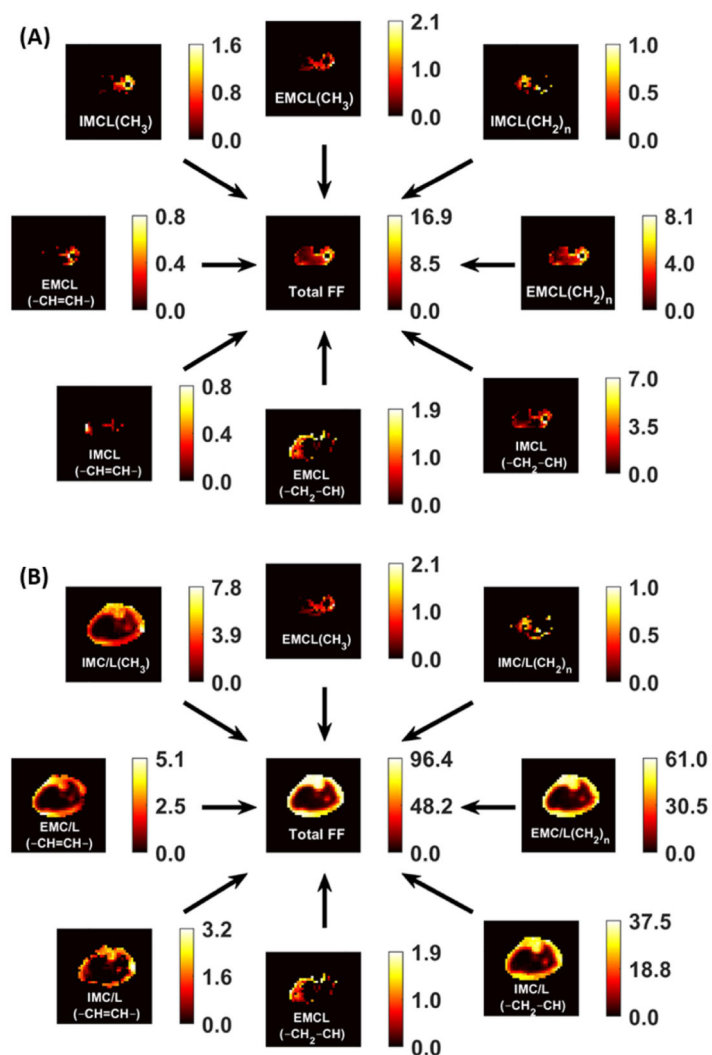 (A)
1.6
0.8
0.0
IMCL(CH3)
2.1
1.0
0.0
EMCL(CH3)
1.0
0.5
0.0
IMCL(CH2)n
0.8
0.4
0.0
EMCL
(−CH=CH−)
16.9
8.5
0.0
Total FF
8.1
4.0
0.0
EMCL(CH2)n
0.8
0.4
0.0
IMCL
(−CH=CH−)
1.9
1.0
0.0
EMCL
(−CH2−CH)
7.0
3.5
0.0
IMCL
(−CH2−CH)
(B)
7.8
3.9
0.0
IMC/L(CH3)
2.1
1.0
0.0
EMCL(CH3)
1.0
0.5
0.0
IMC/L(CH2)n
5.1
2.5
0.0
EMC/L
(−CH=CH−)
96.4
48.2
0.0
Total FF
61.0
30.5
0.0
EMC/L(CH2)n
3.2
1.6
0.0
IMC/L
(−CH=CH−)
1.9
1.0
0.0
EMCL
(−CH2−CH)
37.5
18.8
0.0
IMC/L
(−CH2−CH)